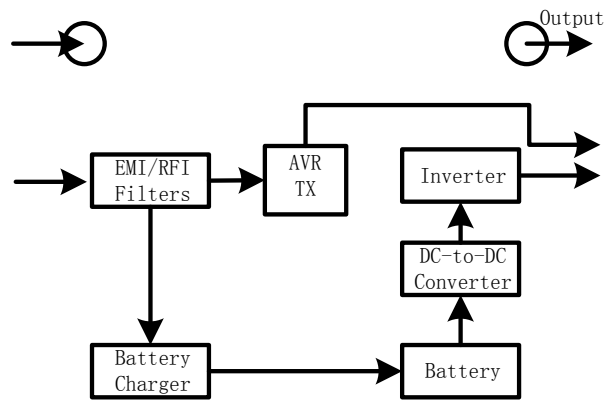 Output
EMI/RFI
Filters
AVR
TX
Inverter
DC-to-DC
Converter
Battery
Charger
Battery